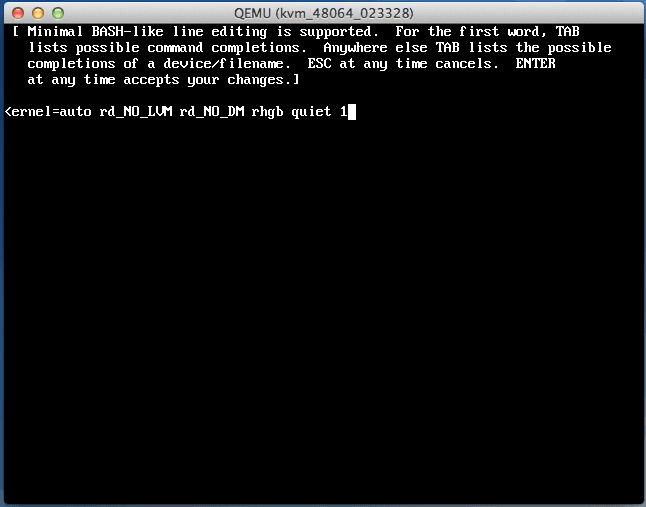 QEMU (kvm_48064_023328)
[ Minimal BASH-like line editing is supported.  For the first word, TAB
lists possible command completions.  Anywhere else TAB lists the possible
completions of a device/filename.  ESC at any time cancels.  ENTER
at any time accepts your changes.]
<ernel=auto rd_NO_LVM rd_NO_DM rhgb quiet 1